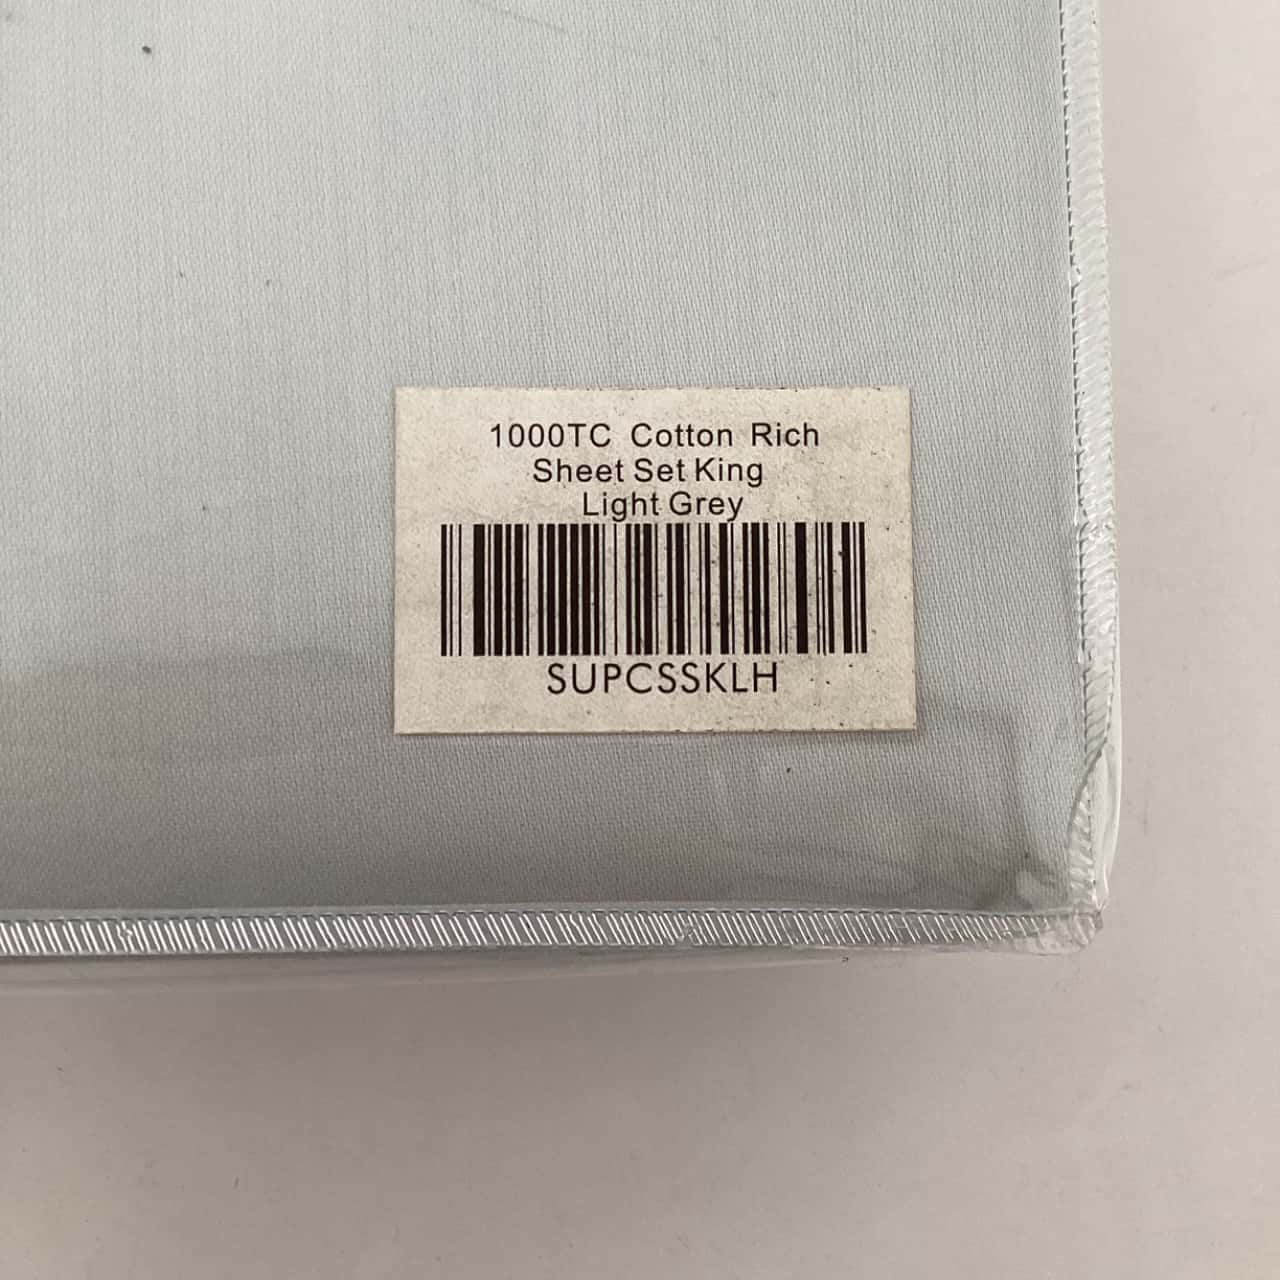 1000TC Cotton Rich
Sheet Set King
Light Grey
SUPCSSKLH